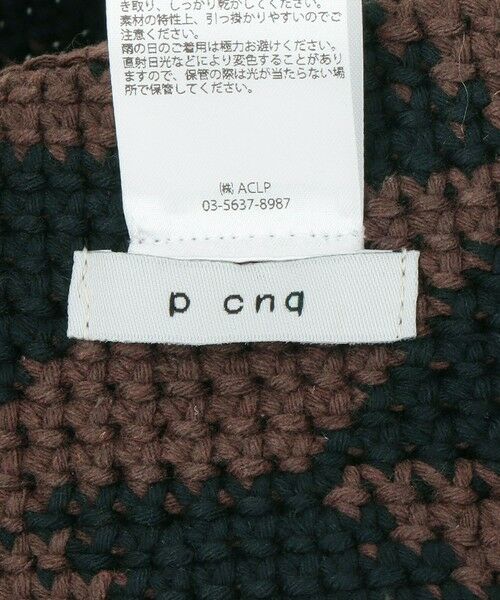 き取り、しっかり乾かしてください。
素材の特性上、引っ掛かりやすいのでご
注意ください。
雨の日のご着用は極力お避けください。
直射日光などにより変色することがあり
ますので、保管の際は光が当たらない場
所で保管してください。
㈱ ACLP
03-5637-8987
p cnq